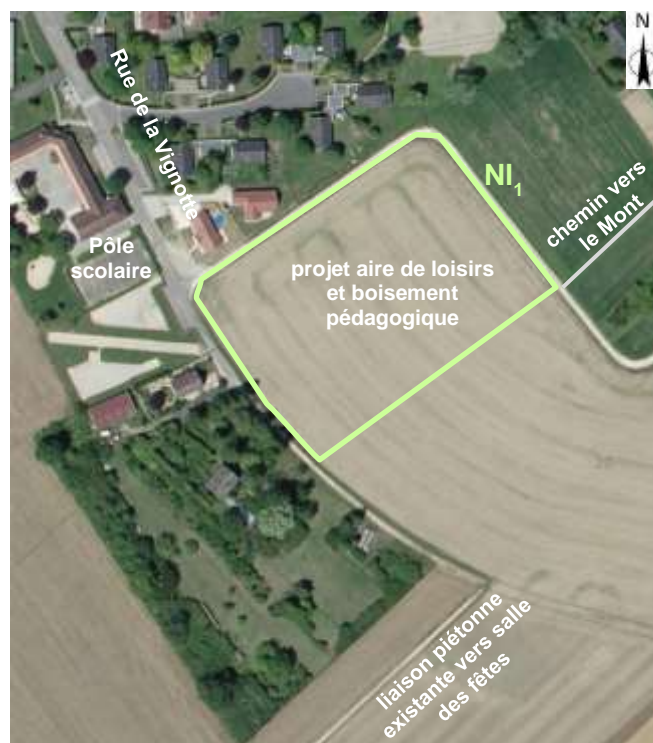 N
Rue de la Vignotte
Nl₁
chemin vers
le Mont
Pôle
scolaire
projet aire de loisirs
et boisement
pédagogique
liaison piétonne
existante vers salle
des fêtes